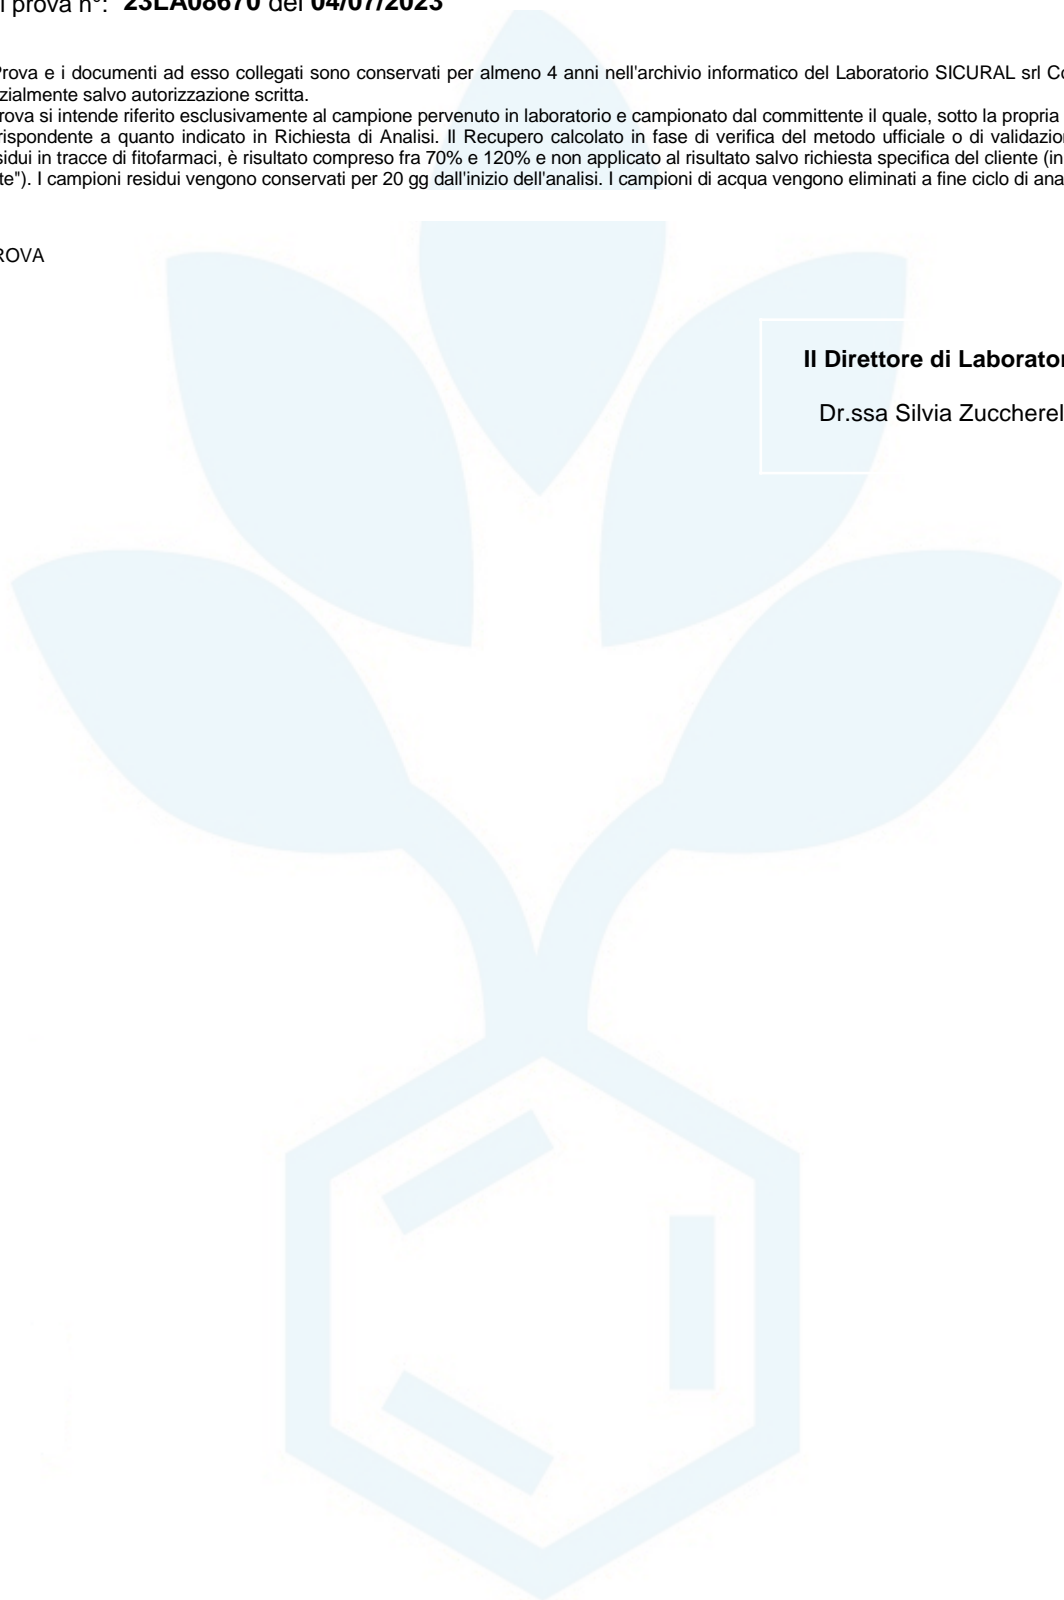 i prova n°: 23LA08670 del 04/07/2023
Prova e i documenti ad esso collegati sono conservati per almeno 4 anni nell'archivio informatico del Laboratorio SICURAL srl Co
zialmente salvo autorizzazione scritta.
rova si intende riferito esclusivamente al campione pervenuto in laboratorio e campionato dal committente il quale, sotto la propria
rispondente a quanto indicato in Richiesta di Analisi. Il Recupero calcolato in fase di verifica del metodo ufficiale o di validazion
sidui in tracce di fitofarmaci, è risultato compreso fra 70% e 120% e non applicato al risultato salvo richiesta specifica del cliente (in
te"). I campioni residui vengono conservati per 20 gg dall'inizio dell'analisi. I campioni di acqua vengono eliminati a fine ciclo di ana
ROVA
Il Direttore di Laborator
Dr.ssa Silvia Zuccherel